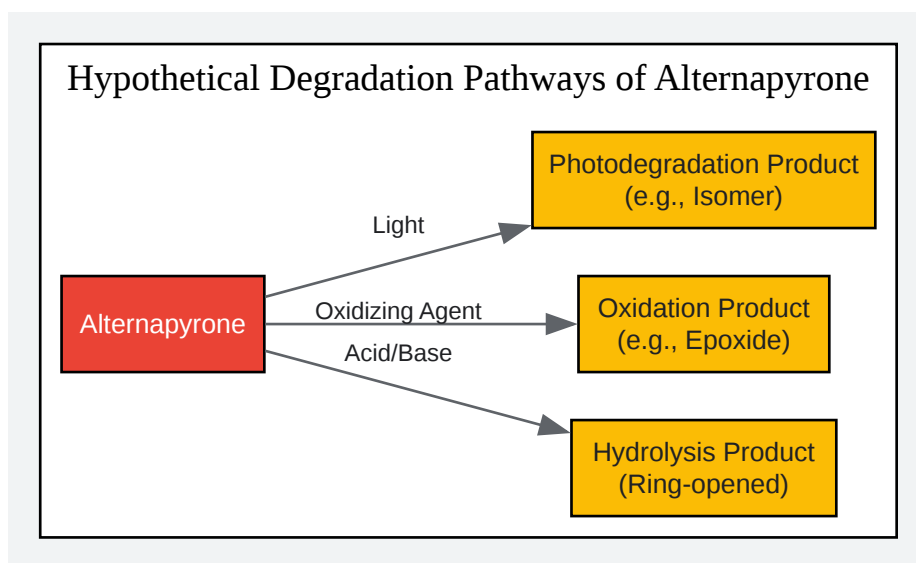 Hypothetical Degradation Pathways of Alternapyrone
Photodegradation Product
(e.g., Isomer)
Light
Alternapyrone
Oxidizing Agent
Oxidation Product
(e.g., Epoxide)
Acid/Base
Hydrolysis Product
(Ring-opened)